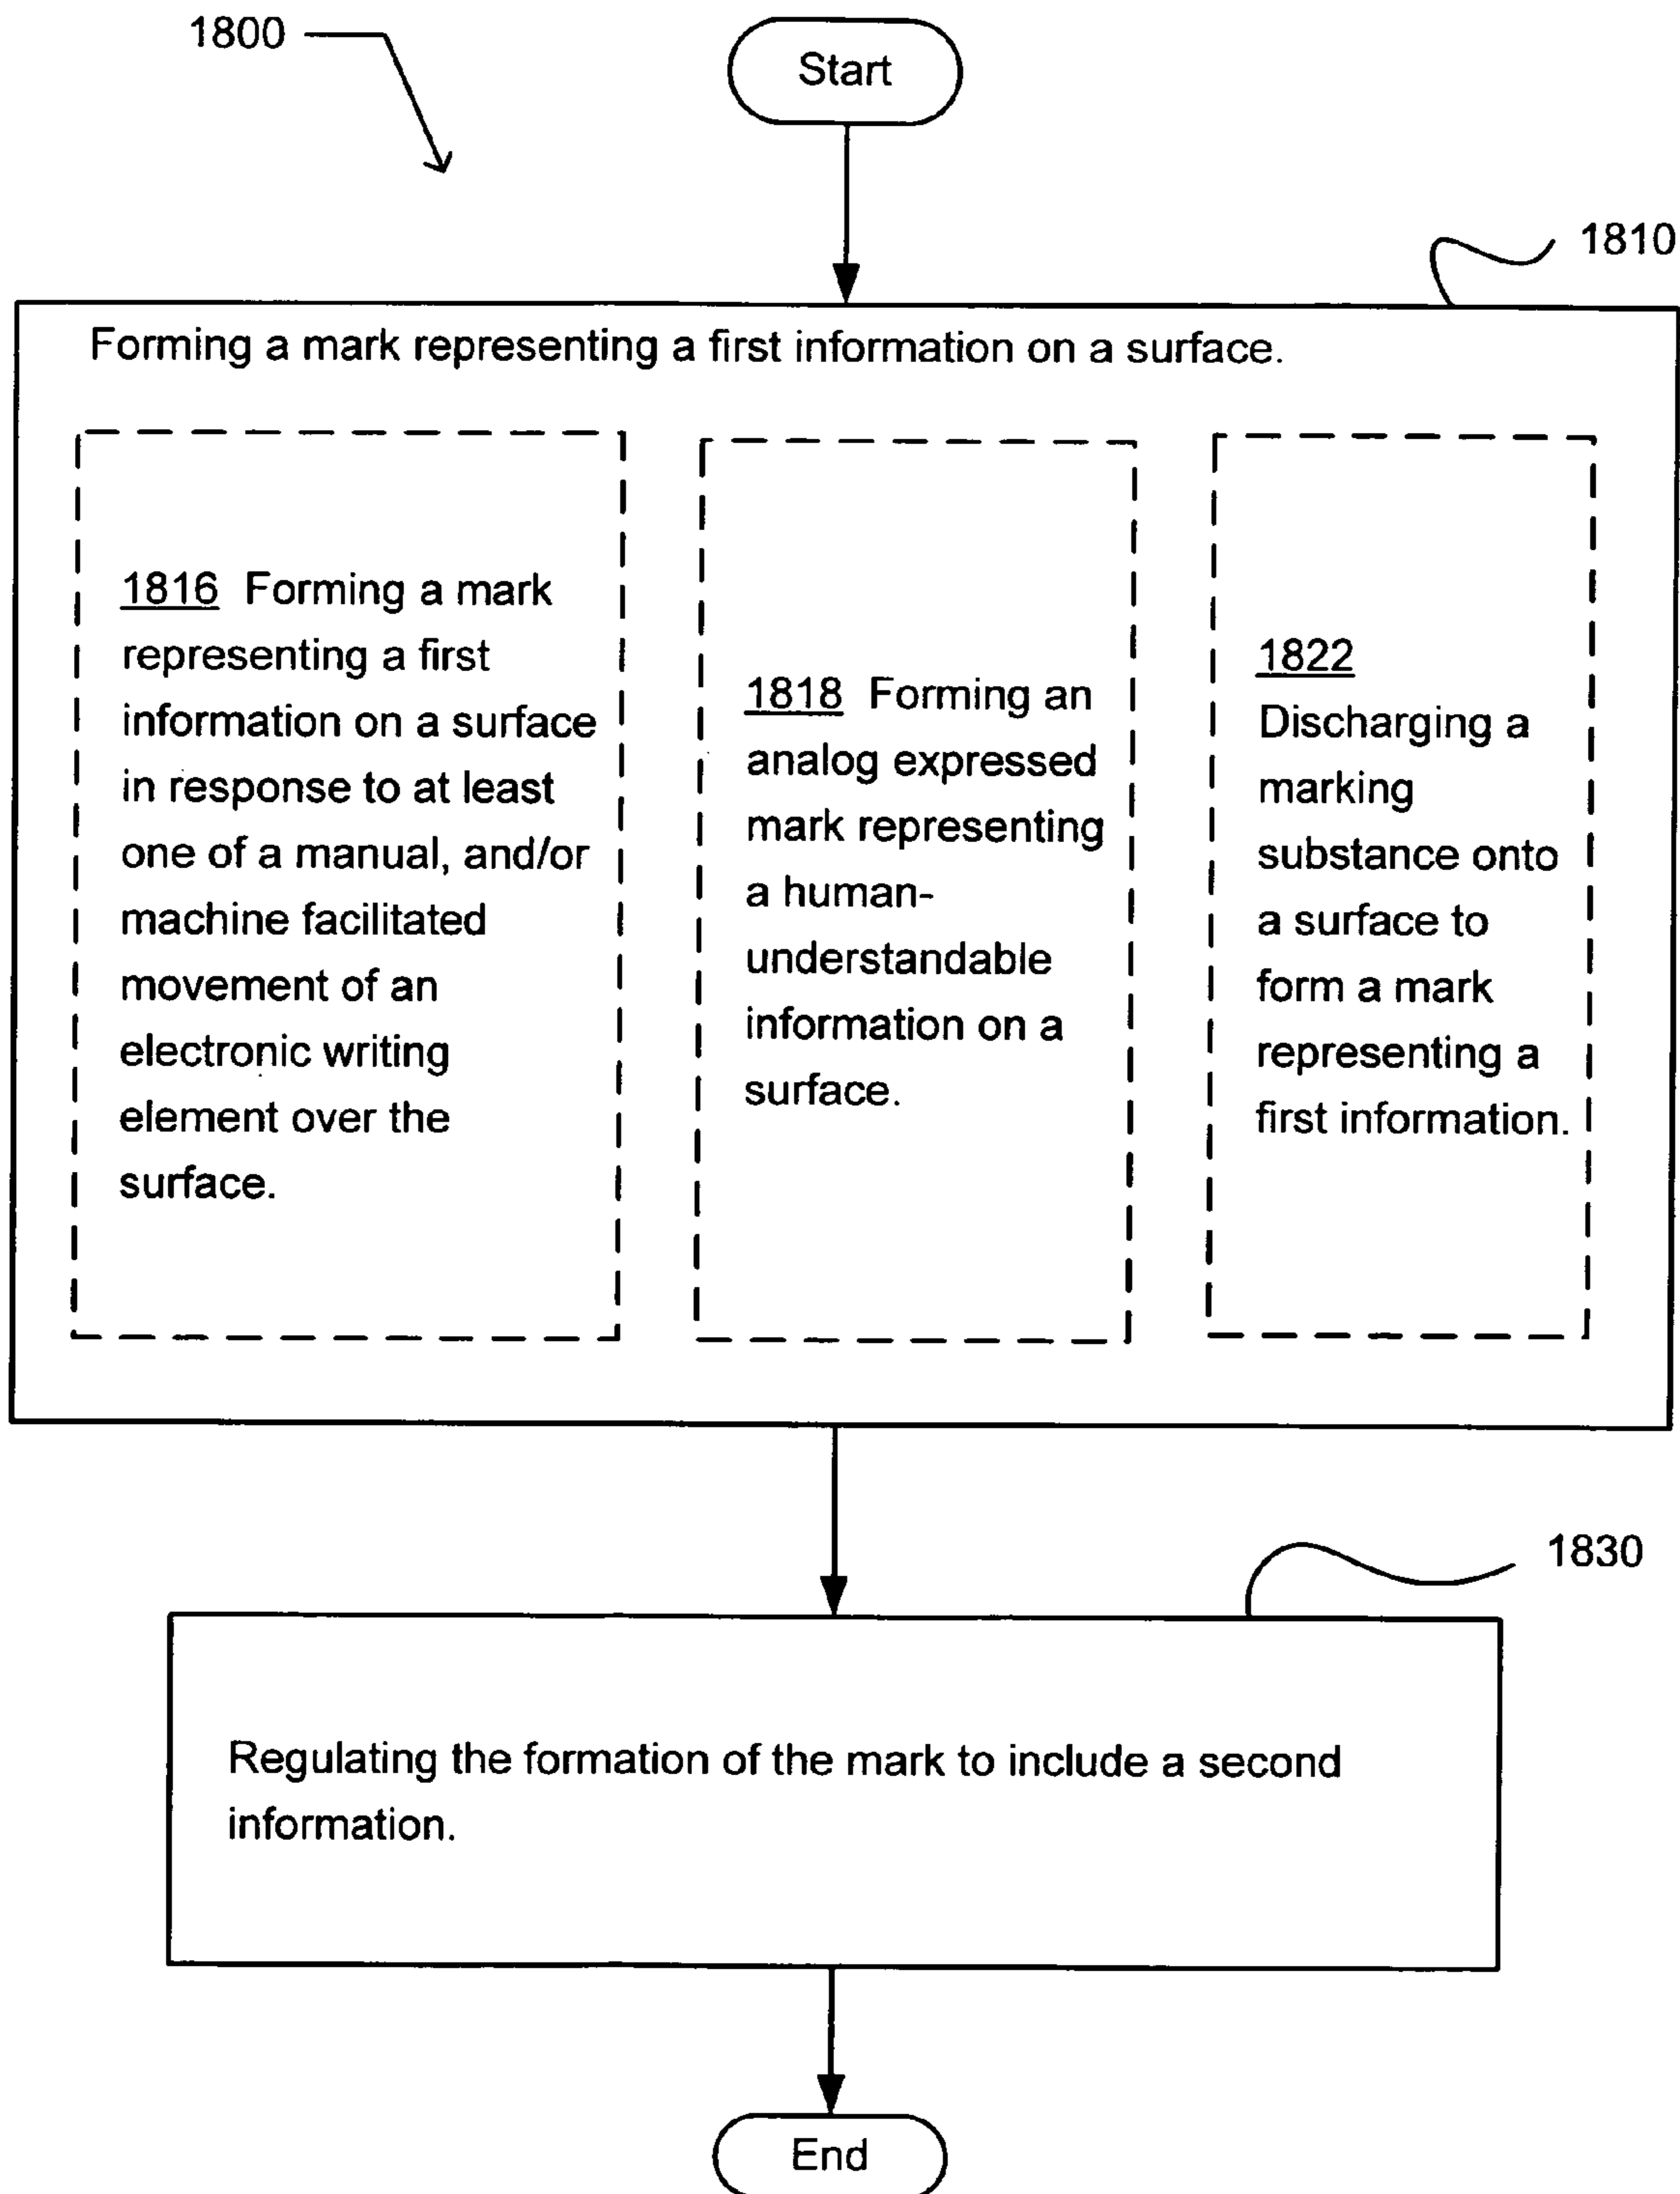 1800
Start
1810
Forming a mark representing a first information on a surface.
1816 Forming a mark
representing a first
information on a surface
in response to at least
one of a manual, and/or
machine facilitated
movement of an
electronic writing
element over the
surface.
1818 Forming an
analog expressed
mark representing
a human-
understandable
information on a
surface.
1822
Discharging a
marking
substance onto
a surface to
form a mark
representing a
first information.
1830
Regulating the formation of the mark to include a second
information.
End